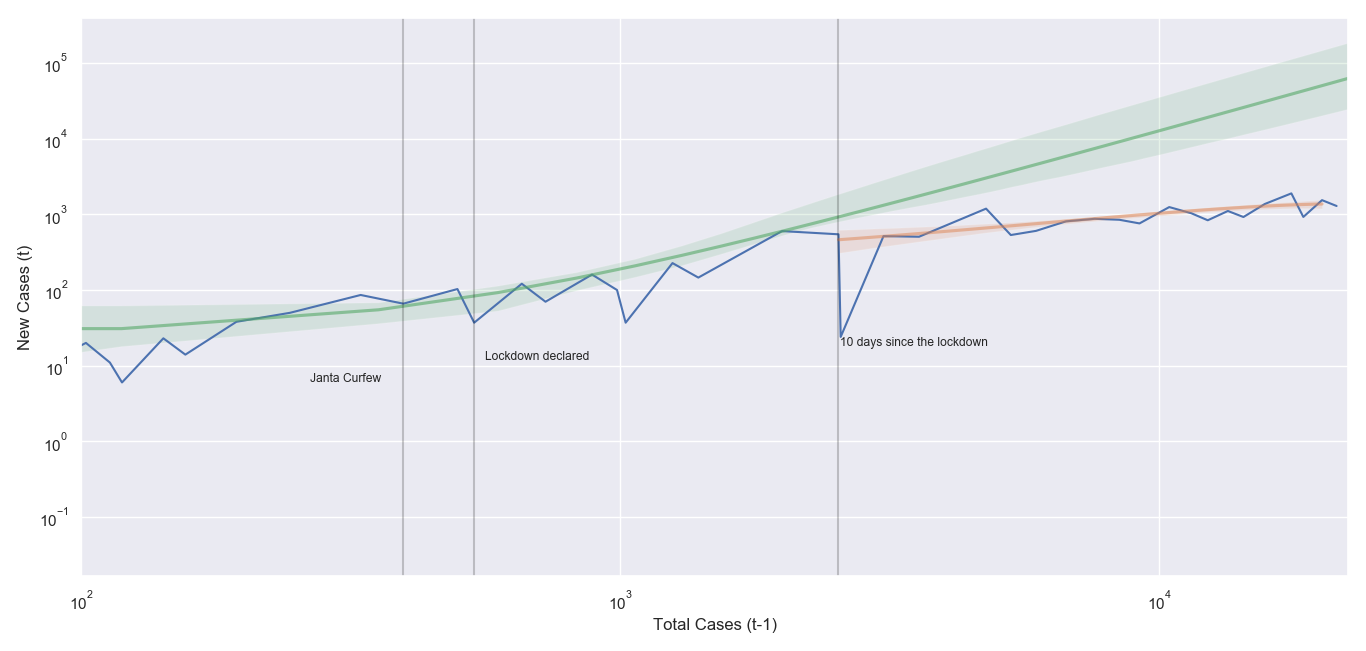 10^5
10^4
10^3
10^2
10^1
10^0
10^−1
New Cases (t)
10 days since the lockdown
Lockdown declared
Janta Curfew
10^2
10^3
10^4
Total Cases (t-1)